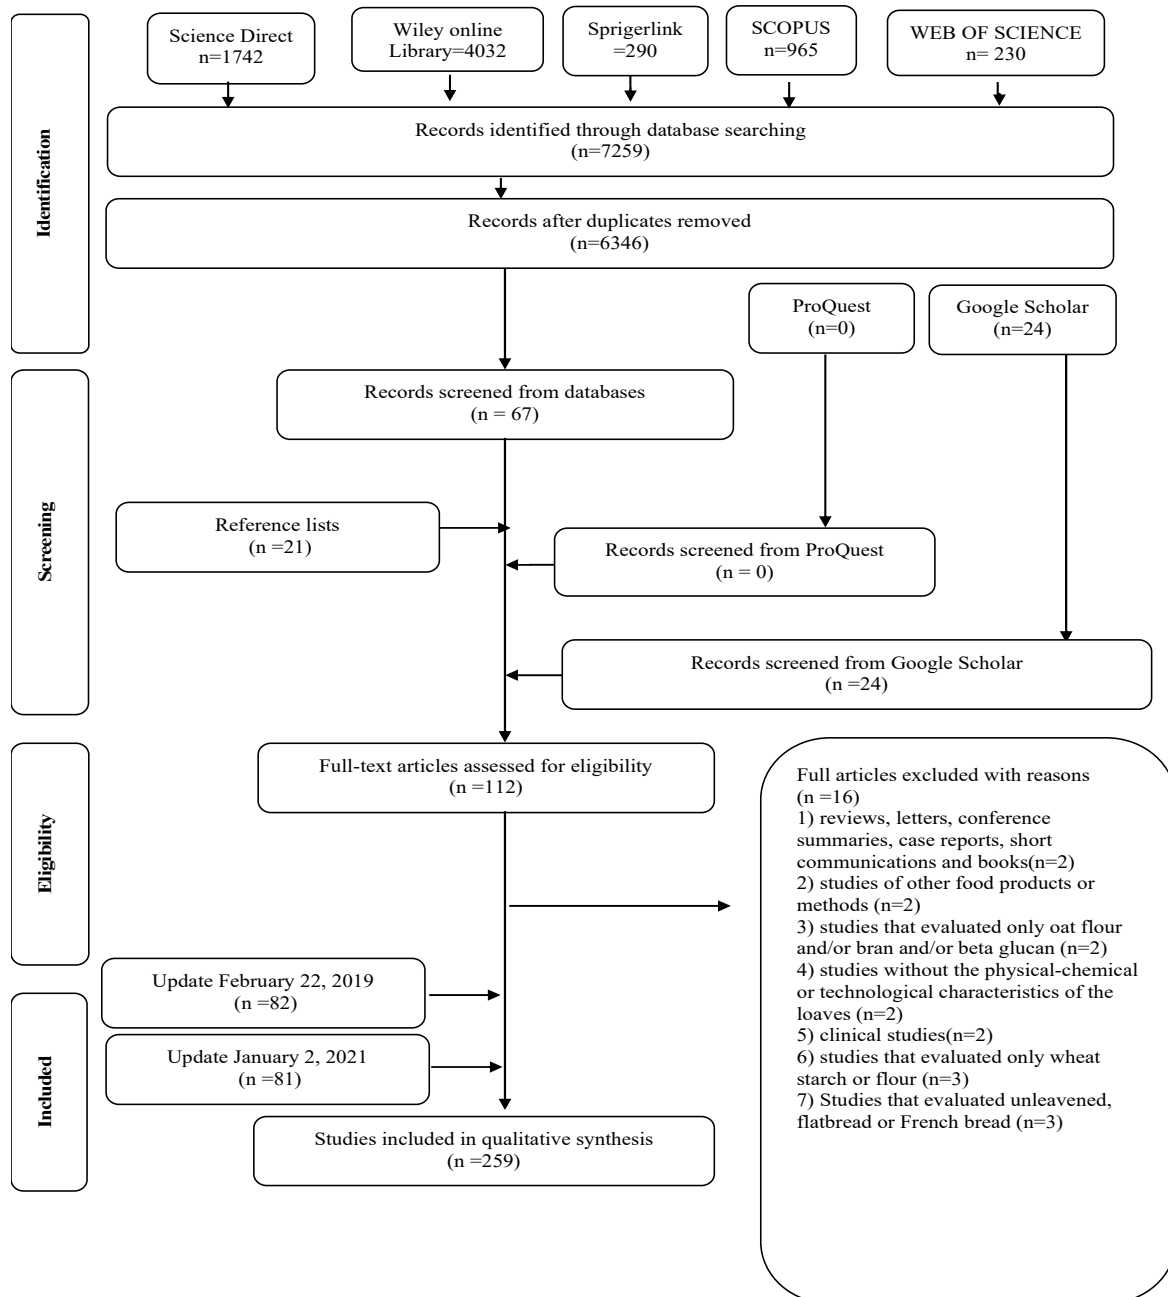 Science Direct
n=1742
Wiley online
Library=4032
Sprigerlink
=290
SCOPUS
n=965
WEB OF SCIENCE
n= 230
Identification
Records identified through database searching
(n=7259)
Records after duplicates removed
(n=6346)
ProQuest
(n=0)
Google Scholar
(n=24)
Screening
Records screened from databases
(n = 67)
Reference lists
(n =21)
Records screened from ProQuest
(n = 0)
Records screened from Google Scholar
(n =24)
Eligibility
Full-text articles assessed for eligibility
(n =112)
Full articles excluded with reasons
(n =16)
1) reviews, letters, conference
summaries, case reports, short
communications and books(n=2)
2) studies of other food products or
methods (n=2)
3) studies that evaluated only oat flour
and/or bran and/or beta glucan (n=2)
4) studies without the physical-chemical
or technological characteristics of the
loaves (n=2)
5) clinical studies(n=2)
6) studies that evaluated only wheat
starch or flour (n=3)
7) Studies that evaluated unleavened,
flatbread or French bread (n=3)
Update February 22, 2019
(n =82)
Included
Update January 2, 2021
(n =81)
Studies included in qualitative synthesis
(n =259)